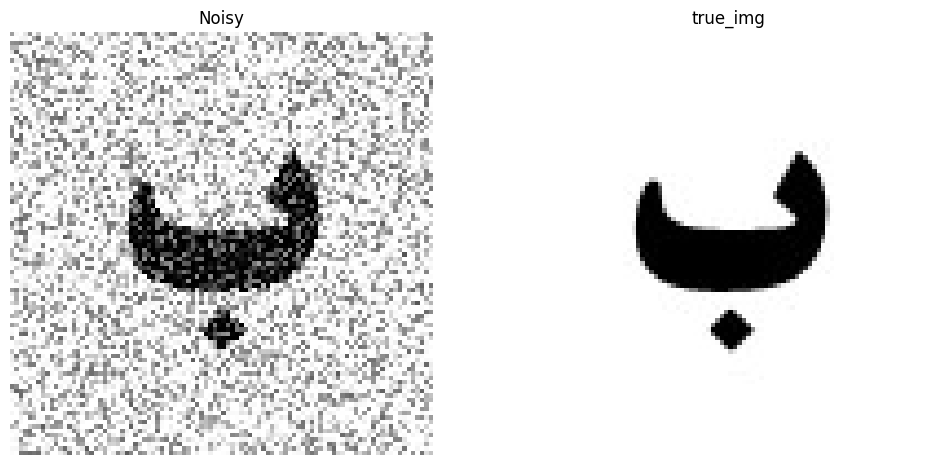 Noisy true_img
ب ب